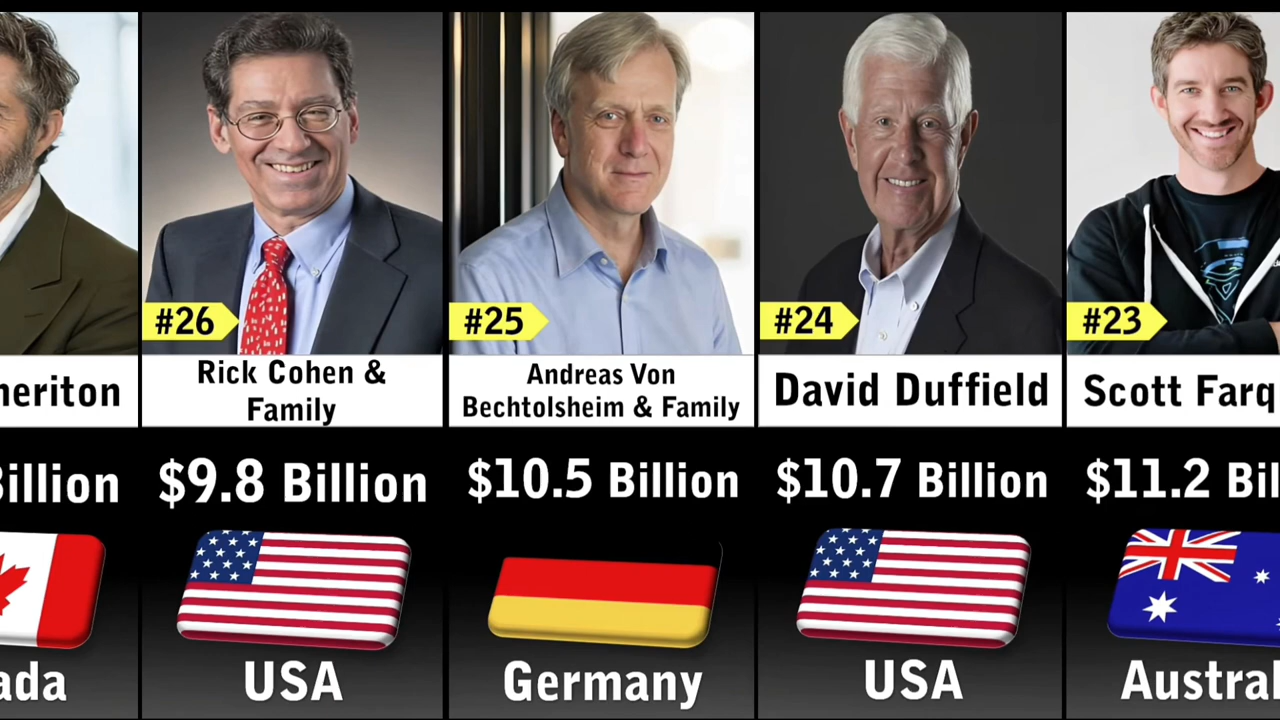 #26
#25
#24
#23
heriton
Rick Cohen &
Family
Andreas Von
Bechtolsheim & Family
David Duffield
Scott Farq
Billion
$9.8 Billion
$10.5 Billion
$10.7 Billion
$11.2 Bil
ada
USA
Germany
USA
Austral